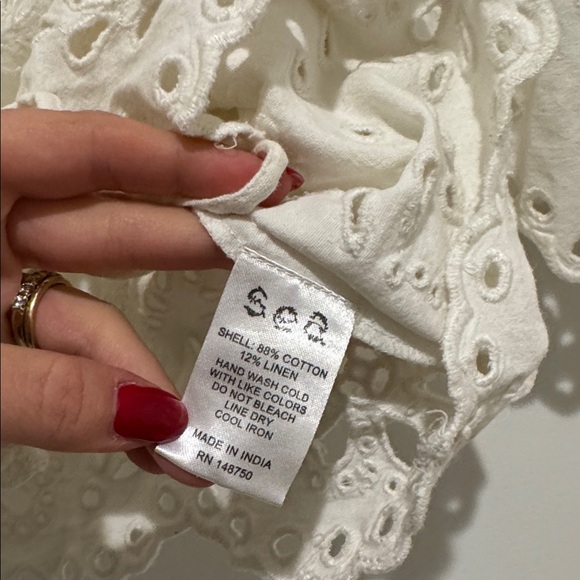 SHELL: 88% COTTON
12% LINEN
HAND WASH COLD
WITH LIKE COLORS
DO NOT BLEACH
LINE DRY
COOL IRON
MADE IN INDIA
RN 148750